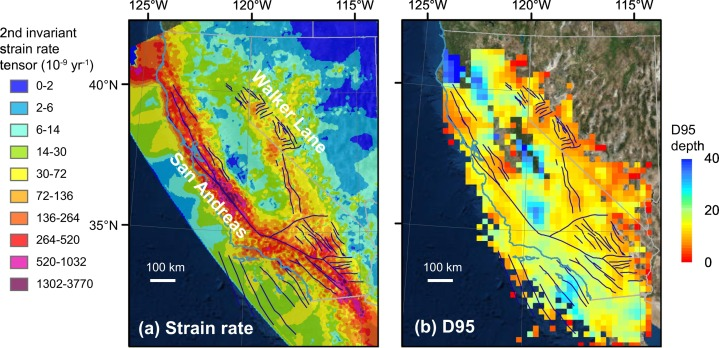 125°W 120°W 115°W
125°W 120°W 115°W
2nd invariant
strain rate
tensor (10⁻⁹ yr⁻¹)
0-2
2-6
6-14
14-30
30-72
72-136
136-264
264-520
520-1032
1302-3770
40°N
35°N
Walker Lane
San Andreas
100 km
(a) Strain rate
100 km
(b) D95
D95
depth
40
20
0